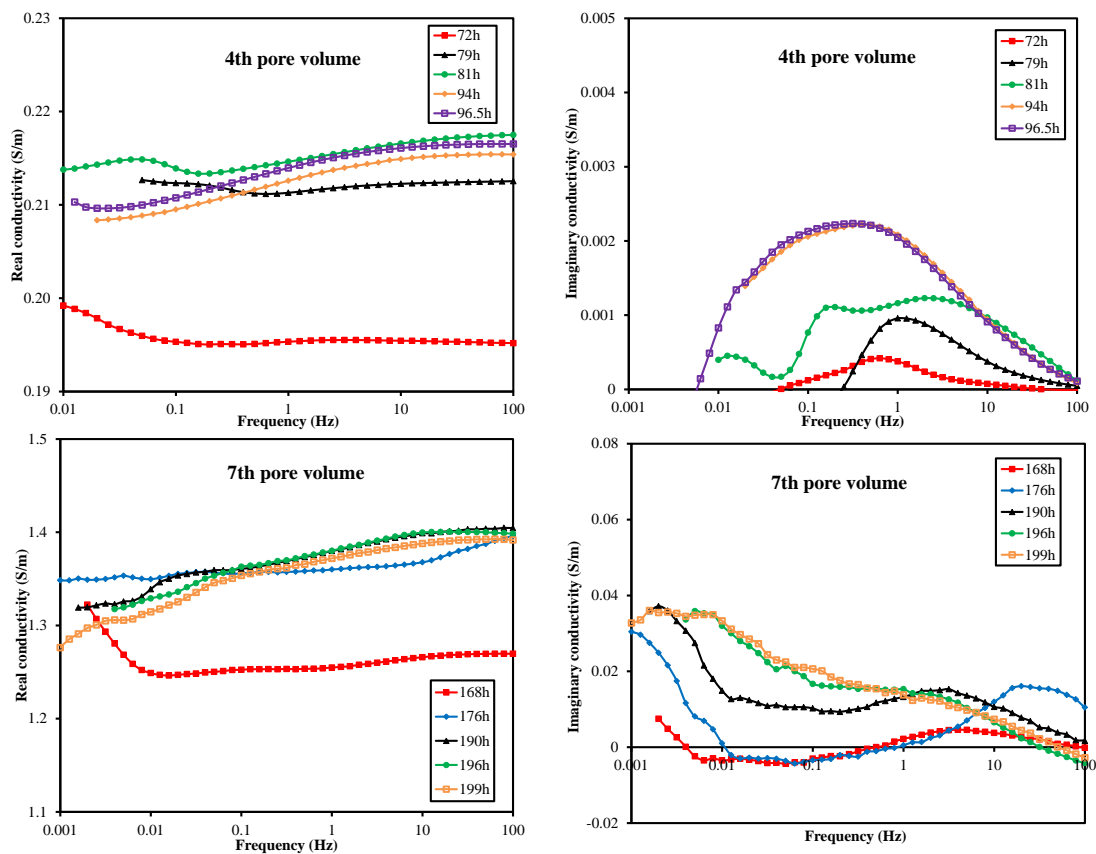 0.23
0.22
0.21
0.20
0.19
0.01
0.1
1
10
100
Real conductivity (S/m)
Frequency (Hz)
4th pore volume
72h
79h
81h
94h
96.5h
0.005
0.004
0.003
0.002
0.001
0
0.001
0.01
0.1
1
10
100
Imaginary conductivity (S/m)
Frequency (Hz)
4th pore volume
72h
79h
81h
94h
96.5h
1.5
1.4
1.3
1.2
1.1
0.001
0.01
0.1
1
10
100
Real conductivity (S/m)
Frequency (Hz)
7th pore volume
168h
176h
190h
196h
199h
0.08
0.06
0.04
0.02
0
-0.02
0.001
0.01
0.1
1
10
100
Imaginary conductivity (S/m)
Frequency (Hz)
7th pore volume
168h
176h
190h
196h
199h